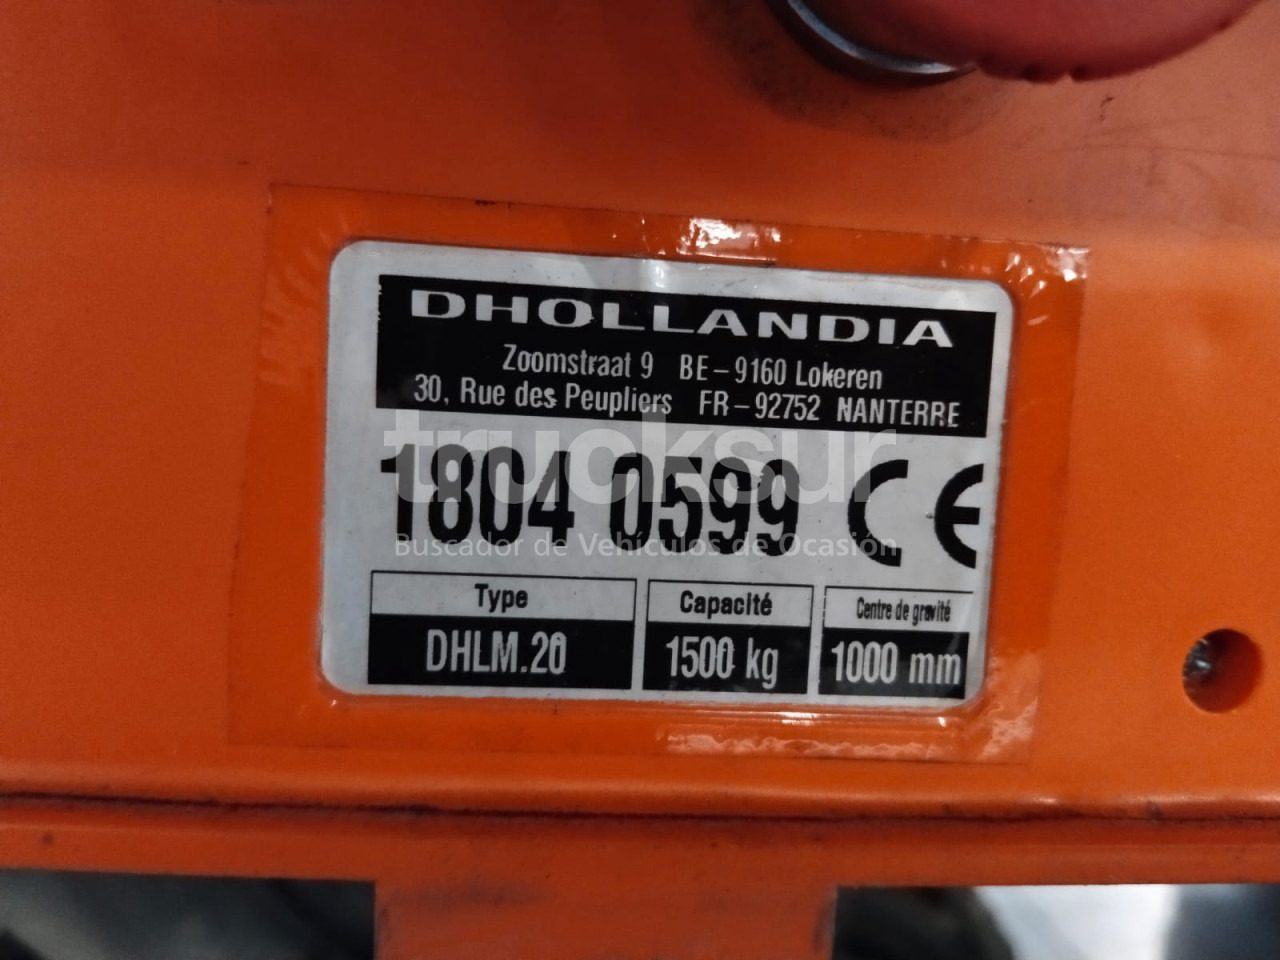 DHOLLANDIA
Zoomstraat 9 BE-9160 Lokeren
30, Rue des Peupliers FR-92752 NANTERRE
trucksur
1804 0599 CE
Buscador de Vehículos de Ocasión
Type Capacité Centre de gravité
DHLM.20 1500 kg 1000 mm